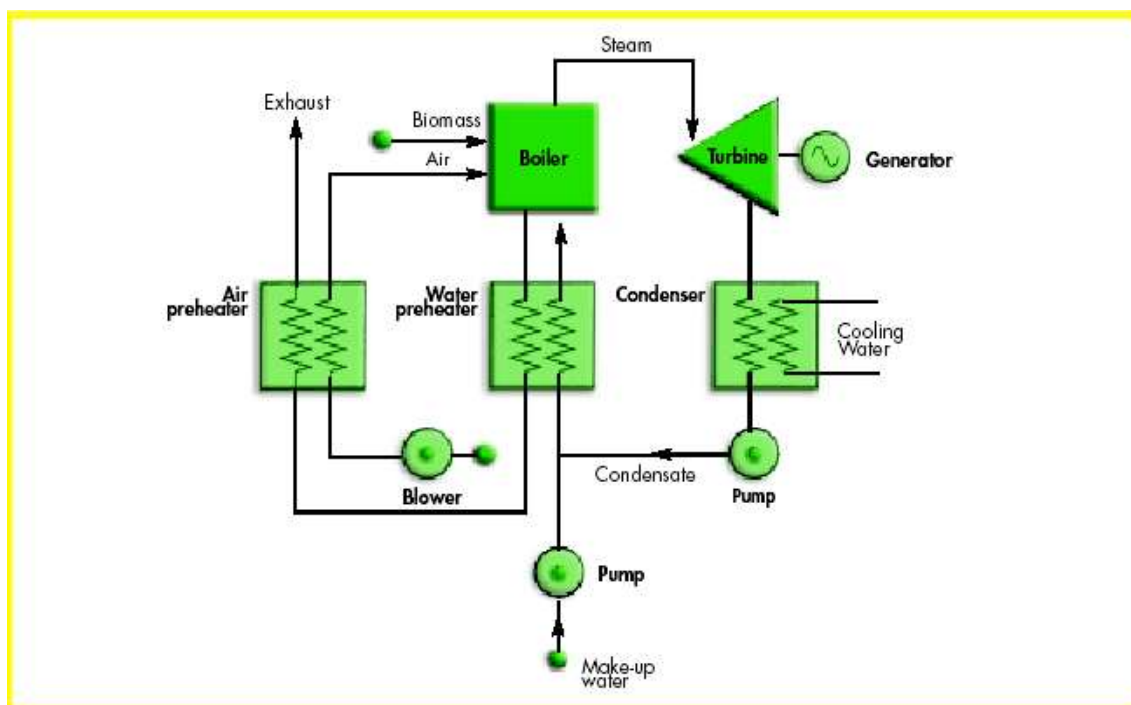 Steam
Exhaust
Biomass
Boiler
Air
Turbine
Generator
Air
preheater
Water
preheater
Condenser
Cooling
Water
Blower
Condensate
Pump
Pump
Make-up
water